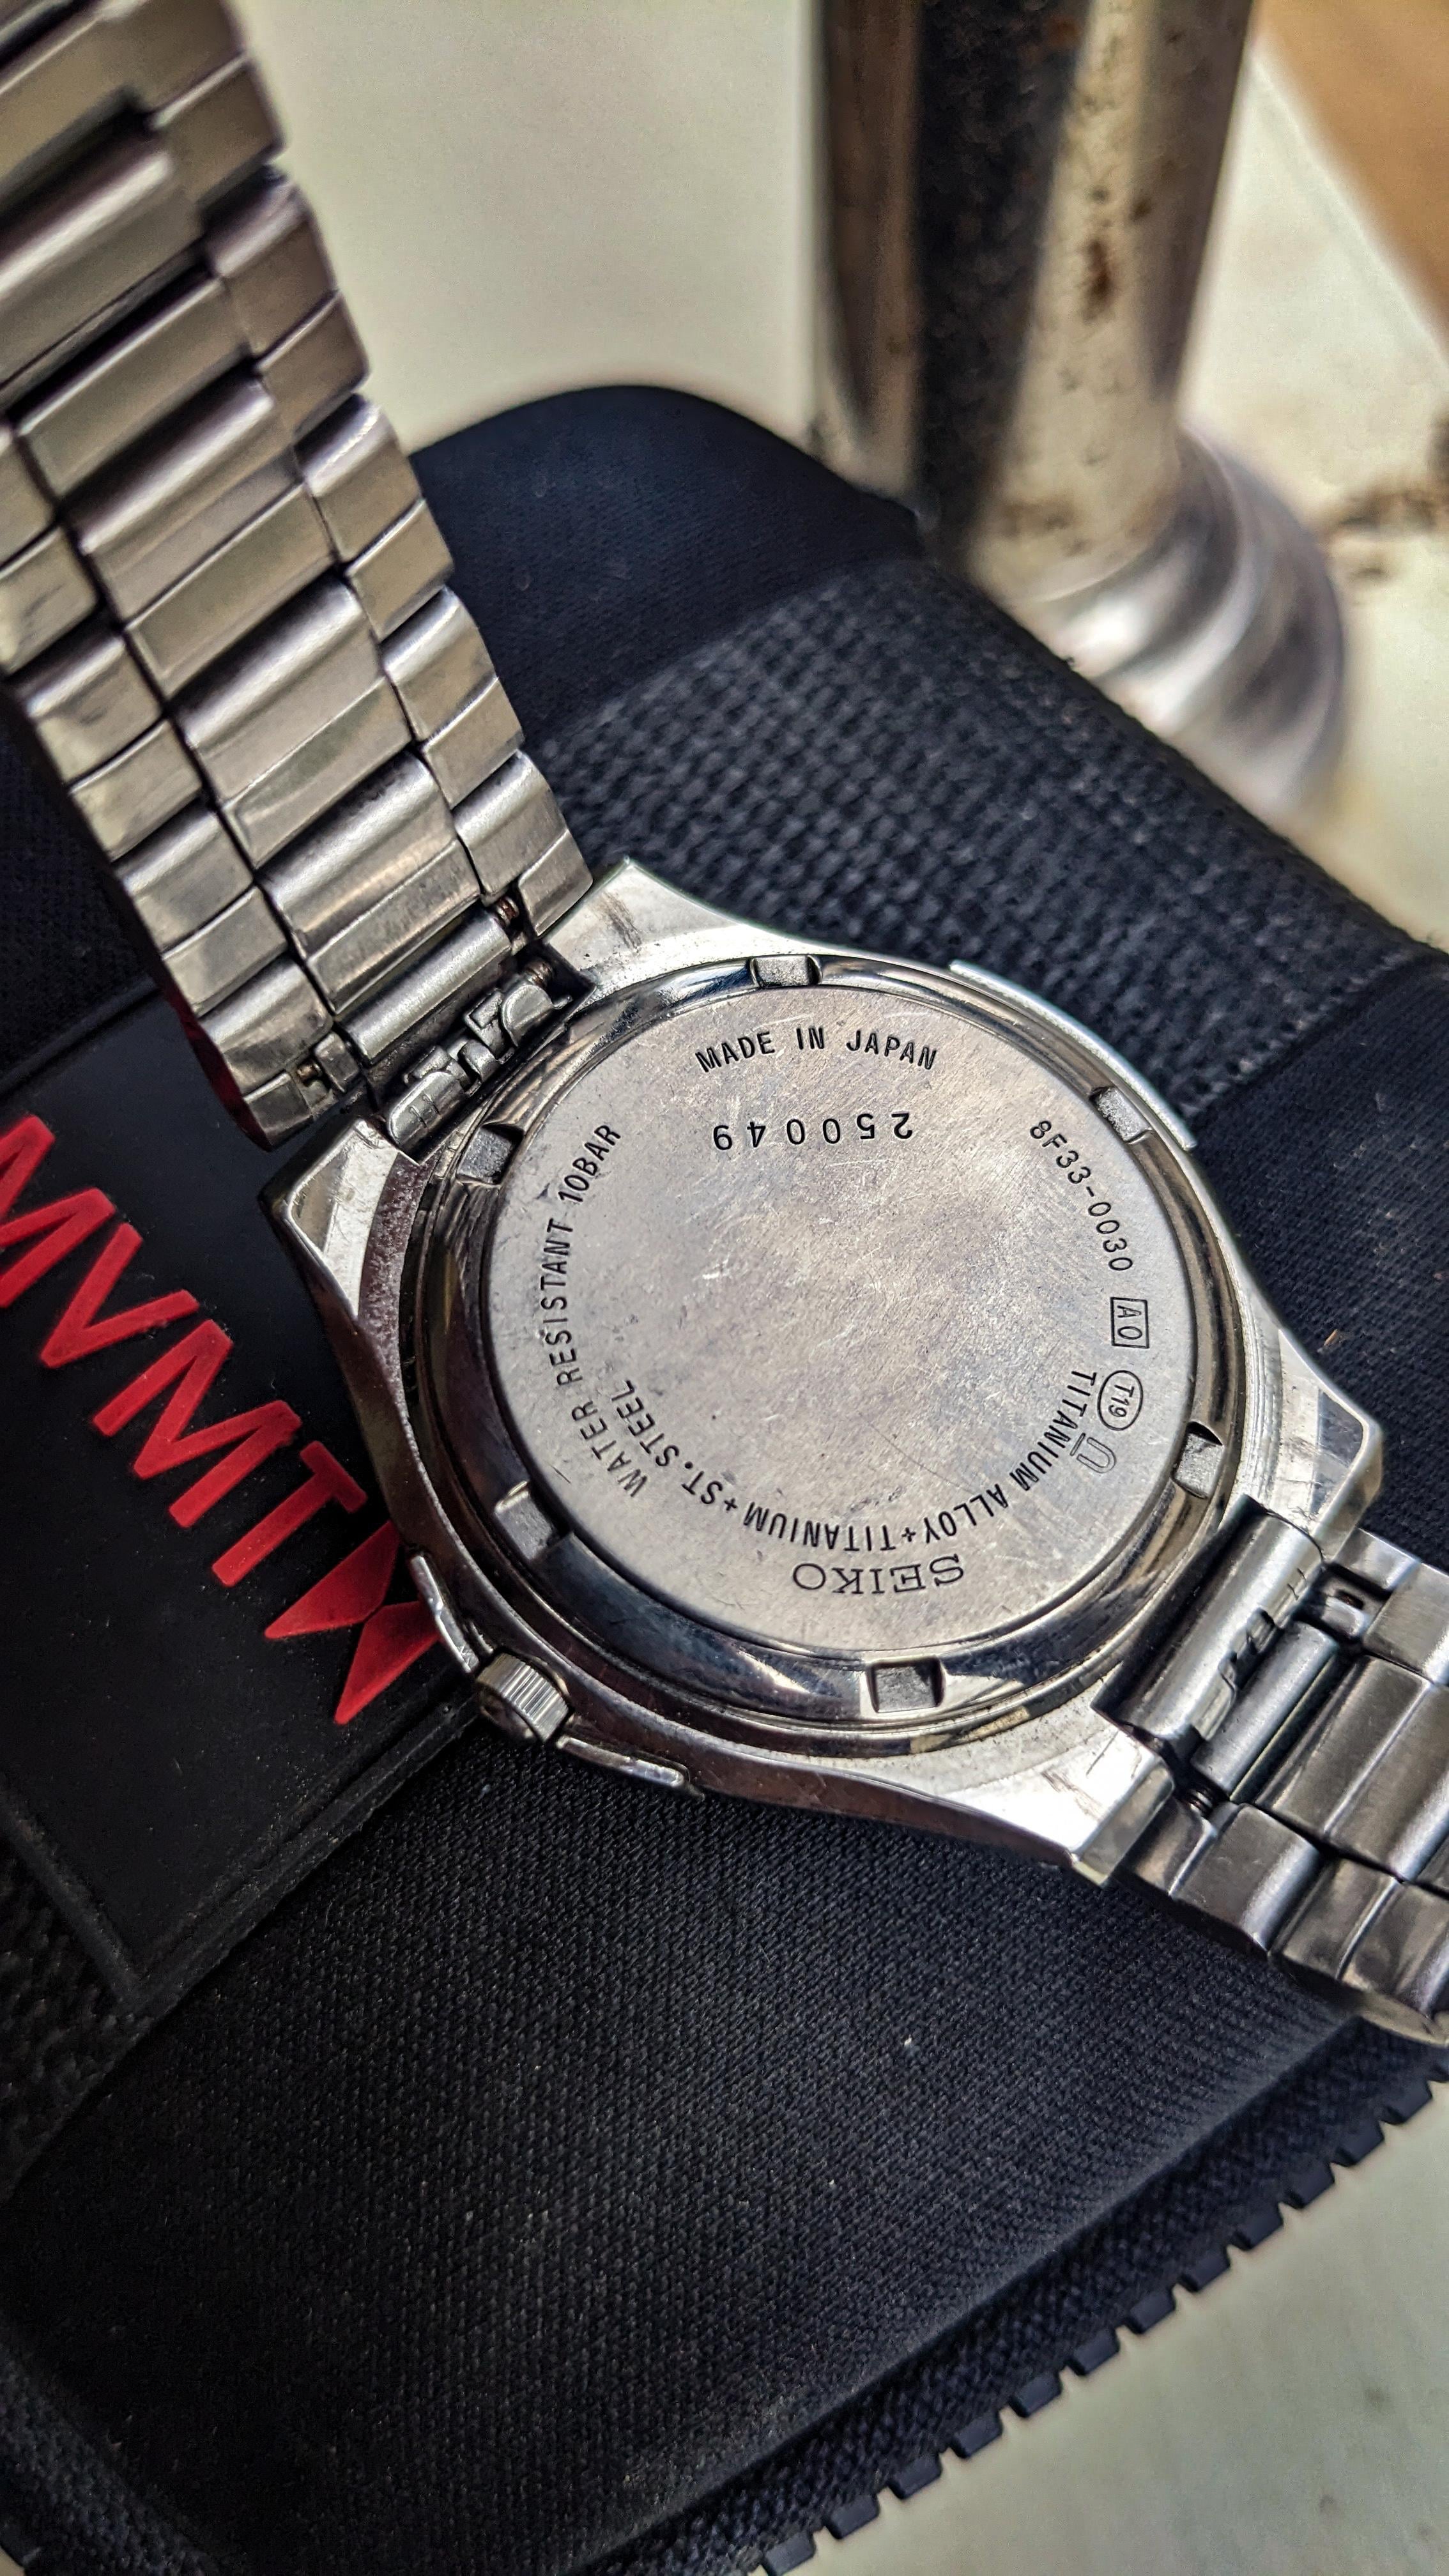 MADE IN JAPAN
250049
8F33-0030 A0 T19
WATER RESISTANT 10BAR
TITANIUM ALLOY+TITANIUM+ST.STEEL
SEIKO
MVMT